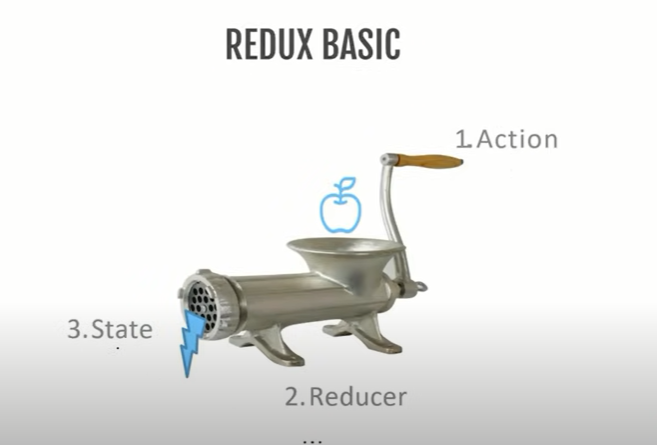 REDUX BASIC
1.Action
3.State
2.Reducer
...